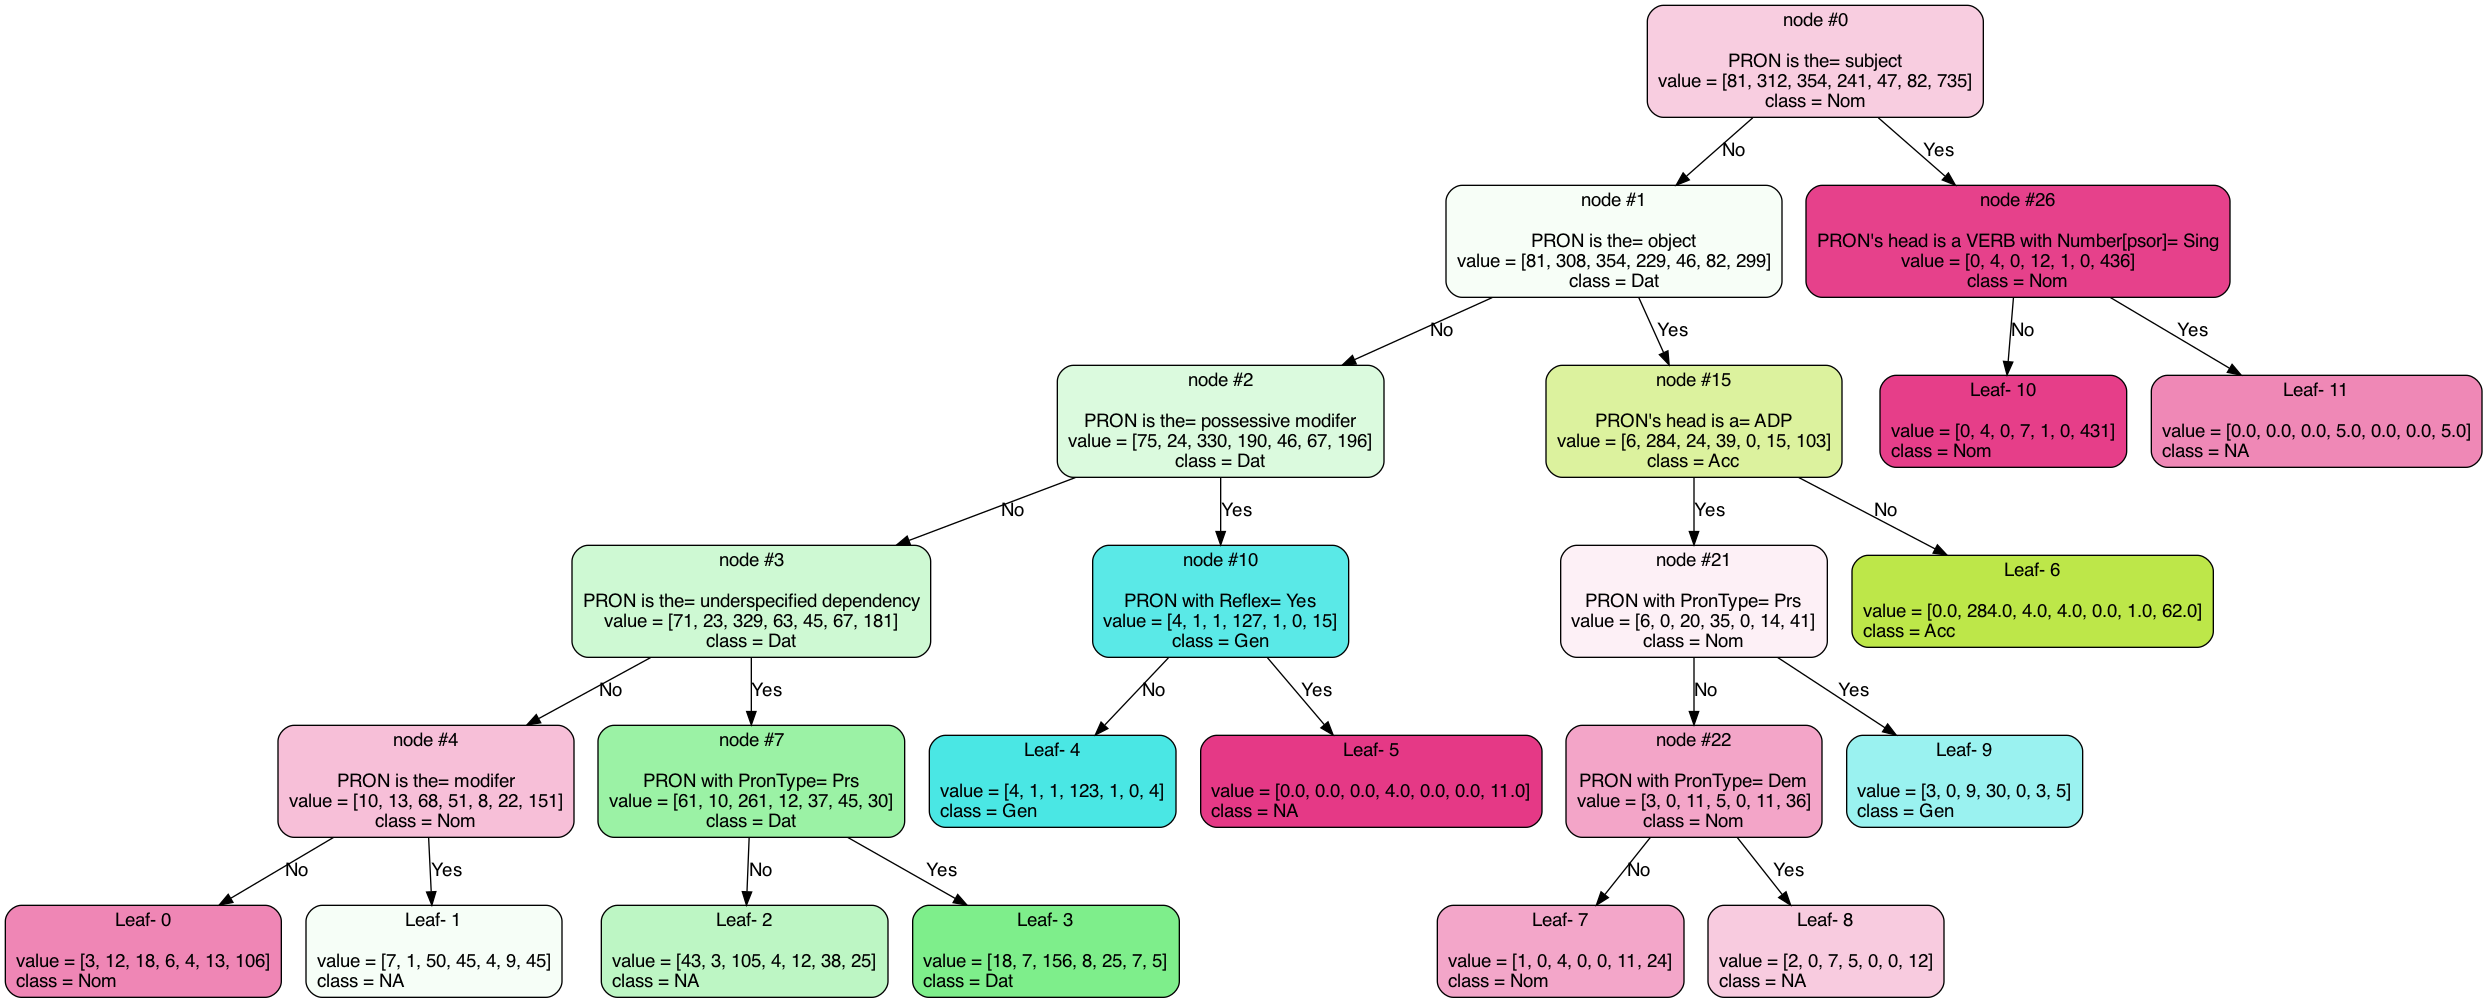 node #0
PRON is the= subject
value = [81, 312, 354, 241, 47, 82, 735]
class = Nom
No
Yes
node #1
PRON is the= object
value = [81, 308, 354, 229, 46, 82, 299]
class = Dat
node #26
PRON's head is a VERB with Number[psor]= Sing
value = [0, 4, 0, 12, 1, 0, 436]
class = Nom
No
Yes
No
Yes
node #2
PRON is the= possessive modifer
value = [75, 24, 330, 190, 46, 67, 196]
class = Dat
node #15
PRON's head is a= ADP
value = [6, 284, 24, 39, 0, 15, 103]
class = Acc
Leaf- 10
value = [0, 4, 0, 7, 1, 0, 431]
class = Nom
Leaf- 11
value = [0.0, 0.0, 0.0, 5.0, 0.0, 0.0, 5.0]
class = NA
No
Yes
Yes
No
node #3
PRON is the= underspecified dependency
value = [71, 23, 329, 63, 45, 67, 181]
class = Dat
node #10
PRON with Reflex= Yes
value = [4, 1, 1, 127, 1, 0, 15]
class = Gen
node #21
PRON with PronType= Prs
value = [6, 0, 20, 35, 0, 14, 41]
class = Nom
Leaf- 6
value = [0.0, 284.0, 4.0, 4.0, 0.0, 1.0, 62.0]
class = Acc
No
Yes
No
Yes
No
Yes
node #4
PRON is the= modifer
value = [10, 13, 68, 51, 8, 22, 151]
class = Nom
node #7
PRON with PronType= Prs
value = [61, 10, 261, 12, 37, 45, 30]
class = Dat
Leaf- 4
value = [4, 1, 1, 123, 1, 0, 4]
class = Gen
Leaf- 5
value = [0.0, 0.0, 0.0, 4.0, 0.0, 0.0, 11.0]
class = NA
node #22
PRON with PronType= Dem
value = [3, 0, 11, 5, 0, 11, 36]
class = Nom
Leaf- 9
value = [3, 0, 9, 30, 0, 3, 5]
class = Gen
No
Yes
No
Yes
No
Yes
Leaf- 0
value = [3, 12, 18, 6, 4, 13, 106]
class = Nom
Leaf- 1
value = [7, 1, 50, 45, 4, 9, 45]
class = NA
Leaf- 2
value = [43, 3, 105, 4, 12, 38, 25]
class = NA
Leaf- 3
value = [18, 7, 156, 8, 25, 7, 5]
class = Dat
Leaf- 7
value = [1, 0, 4, 0, 0, 11, 24]
class = Nom
Leaf- 8
value = [2, 0, 7, 5, 0, 0, 12]
class = NA